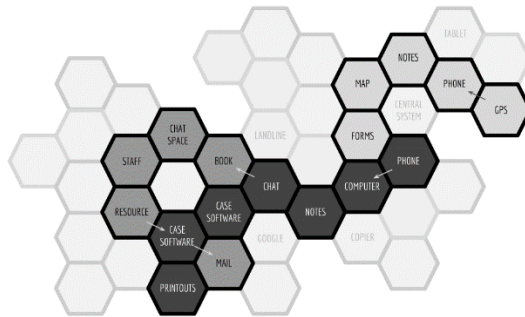 TABLET
NOTES
MAP
PHONE
CENTRAL
SYSTEM
GPS
CHAT
SPACE
LANDLINE
FORMS
STAFF
BOOK
PHONE
CHAT
COMPUTER
RESOURCE
CASE
SOFTWARE
NOTES
CASE
SOFTWARE
GOOGLE
COPIER
MAIL
PRINTOUTS